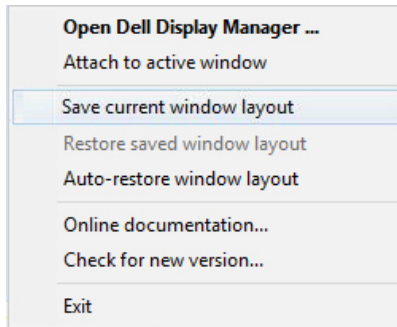 Open Dell Display Manager ...
Attach to active window
Save current window layout
Restore saved window layout
Auto-restore window layout
Online documentation...
Check for new version...
Exit